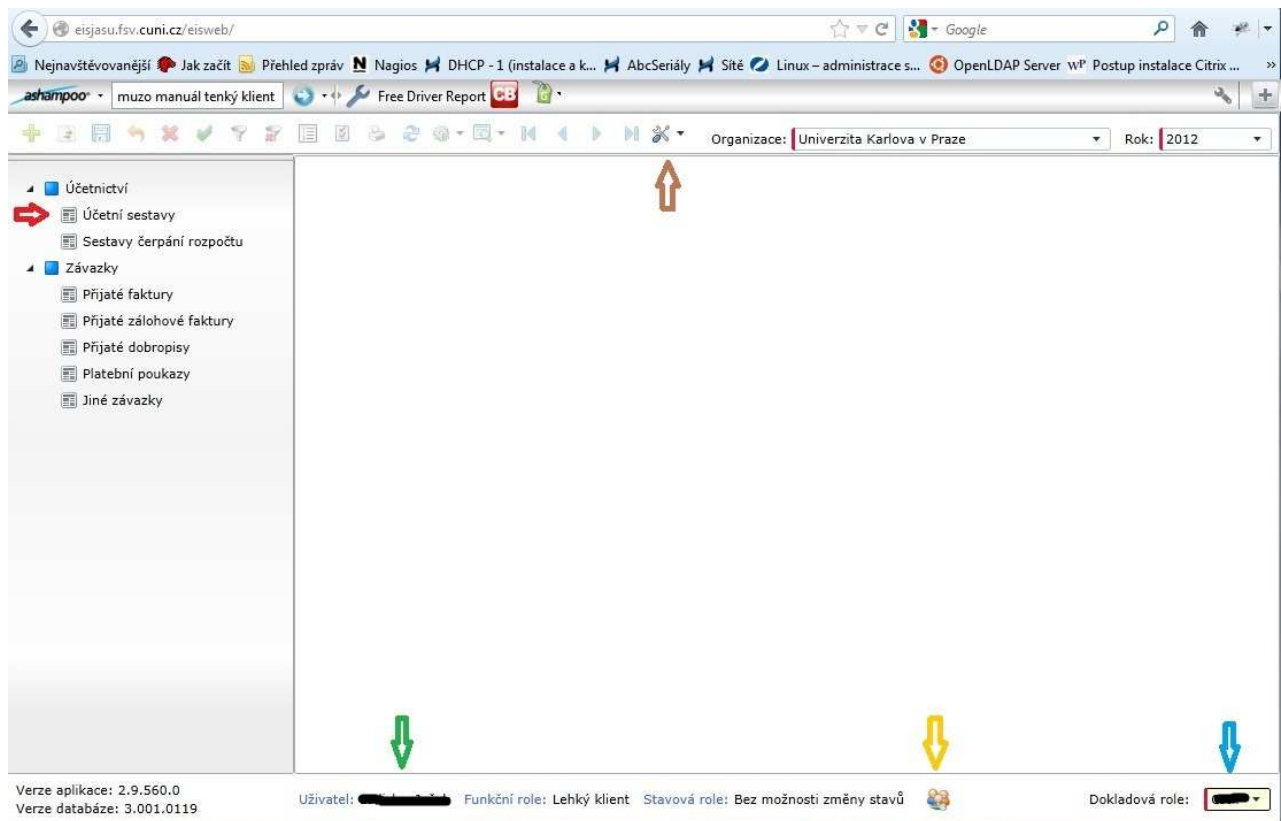 eisjasu.fsv.cuni.cz/eisweb/
Google
Nejnavštěvovanější Jak začít Přehled zpráv N Nagios DHCP - 1 (instalace a k... AbcSeriály Sítě Linux – administrace s... OpenLDAP Server WP Postup instalace Citrix ... »
ashampoo muzo manuál tenký klient Free Driver Report CB
Organizace: Univerzita Karlova v Praze Rok: 2012
Účetnictví
Účetní sestavy
Sestavy čerpání rozpočtu
Závazky
Přijaté faktury
Přijaté zálohové faktury
Přijaté dobropisy
Platební poukazy
Jiné závazky
Verze aplikace: 2.9.560.0
Verze databáze: 3.001.0119
Uživatel: Funkční role: Lehký klient Stavová role: Bez možnosti změny stavů Dokladová role: